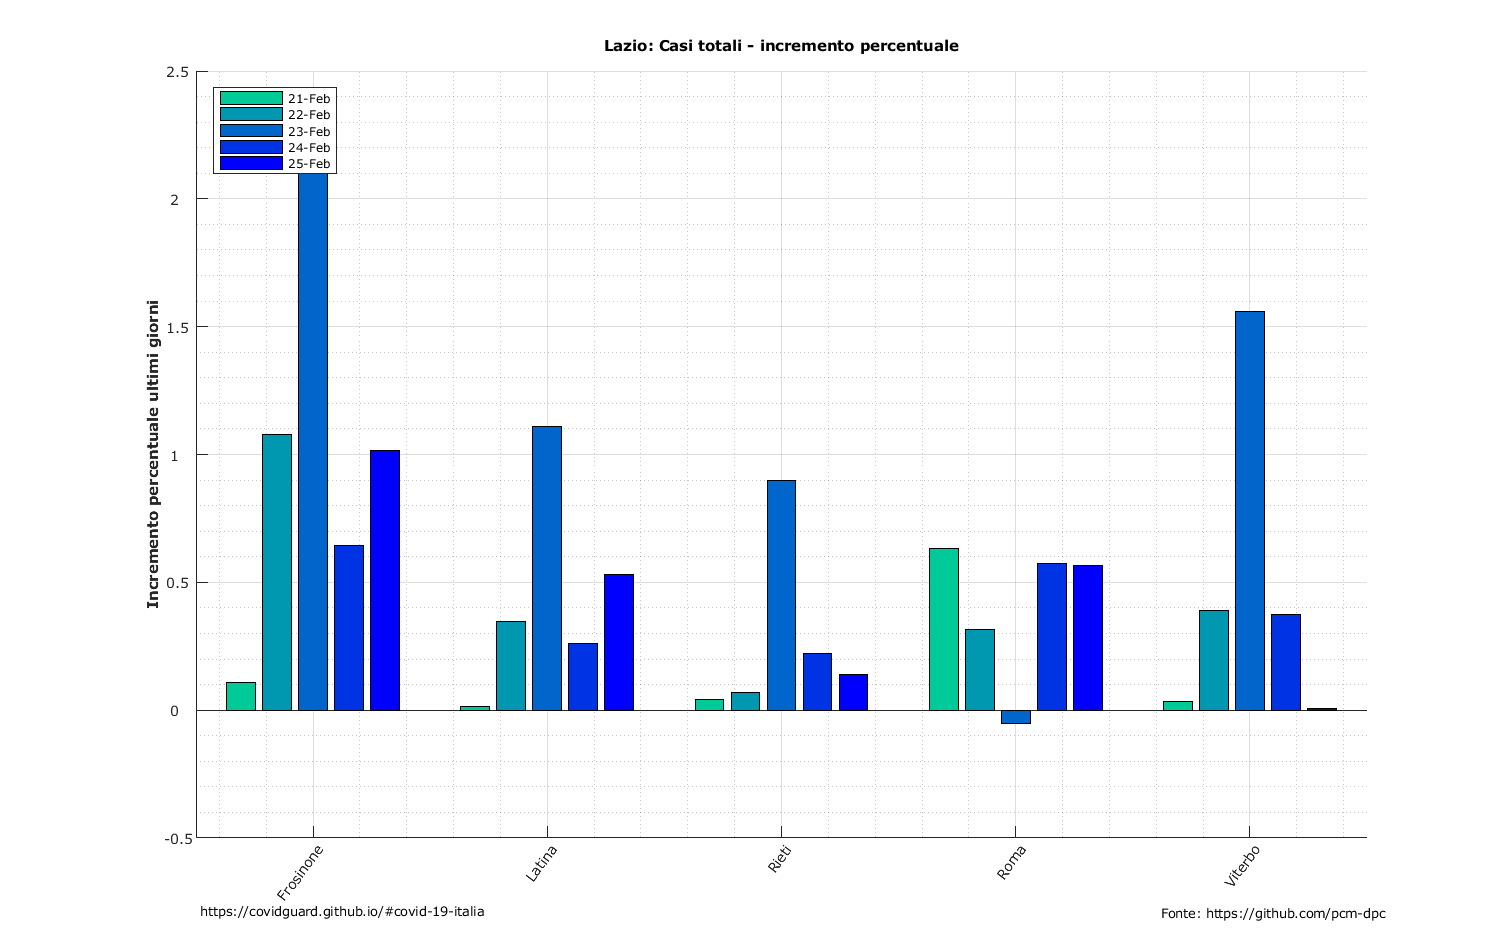 Lazio: Casi totali - incremento percentuale
2.5
21-Feb
22-Feb
23-Feb
24-Feb
25-Feb
2
1.5
1
0.5
0
-0.5
Incremento percentuale ultimi giorni
Frosinone
Latina
Rieti
Roma
Viterbo
https://covidguard.github.io/#covid-19-italia
Fonte: https://github.com/pcm-dpc